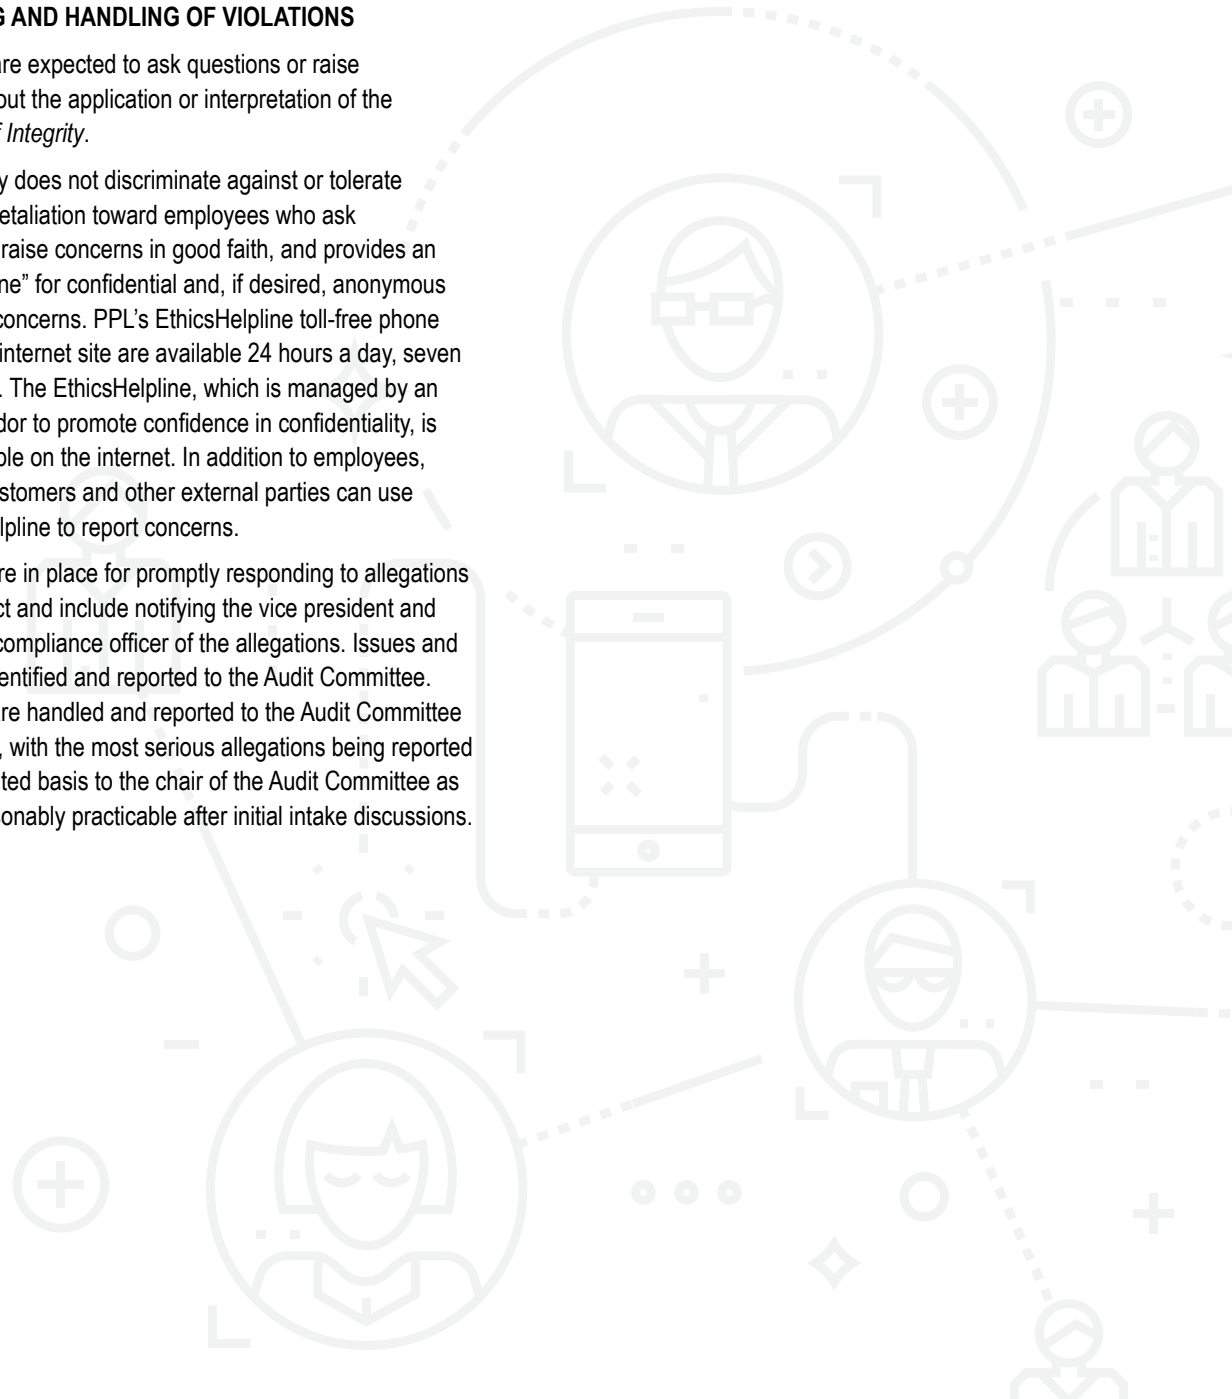 G AND HANDLING OF VIOLATIONS
are expected to ask questions or raise
out the application or interpretation of the
f Integrity.
y does not discriminate against or tolerate
etaliation toward employees who ask
raise concerns in good faith, and provides an
ne” for confidential and, if desired, anonymous
concerns. PPL’s EthicsHelpline toll-free phone
internet site are available 24 hours a day, seven
. The EthicsHelpline, which is managed by an
dor to promote confidence in confidentiality, is
ble on the internet. In addition to employees,
ustomers and other external parties can use
lpline to report concerns.
re in place for promptly responding to allegations
ct and include notifying the vice president and
compliance officer of the allegations. Issues and
entified and reported to the Audit Committee.
re handled and reported to the Audit Committee
, with the most serious allegations being reported
ted basis to the chair of the Audit Committee as
onably practicable after initial intake discussions.